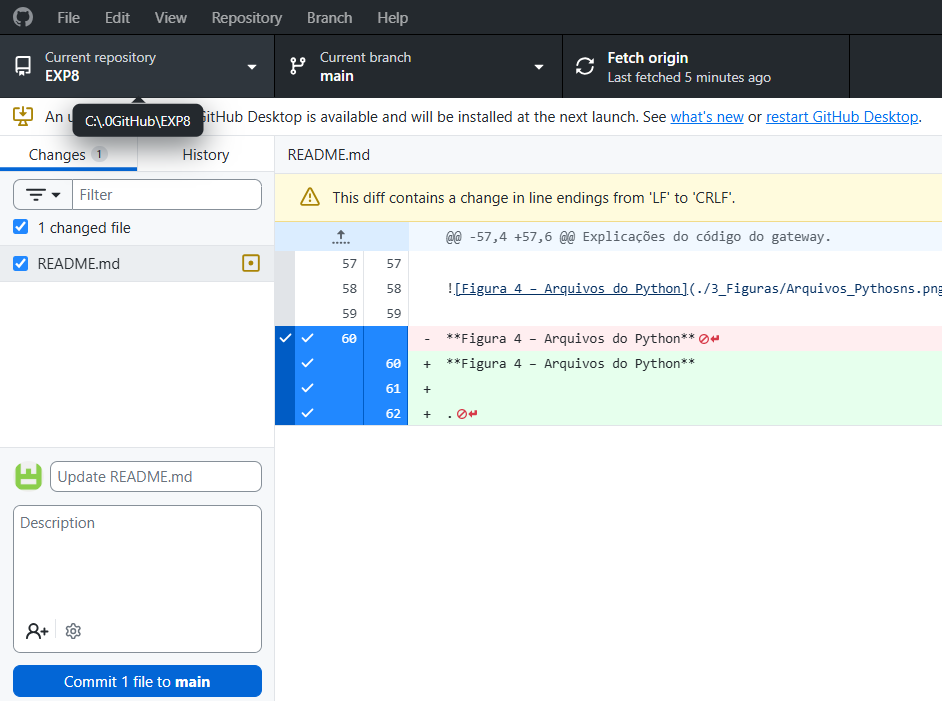 File Edit View Repository Branch Help
Current repository
EXP8
Current branch
main
Fetch origin
Last fetched 5 minutes ago
C:\.0GitHub\EXP8
An GitHub Desktop is available and will be installed at the next launch. See what's new or restart GitHub Desktop.
Changes 1
History
README.md
Filter
This diff contains a change in line endings from 'LF' to 'CRLF'.
1 changed file
README.md
@@ -57,4 +57,6 @@ Explicações do código do gateway.
57 57
58 58 ![Figura 4 – Arquivos do Python](./3_Figuras/Arquivos_Pythosns.png
59 59
60 - **Figura 4 – Arquivos do Python**
60 + **Figura 4 – Arquivos do Python**
61 +
62 + .
Update README.md
Description
Commit 1 file to main